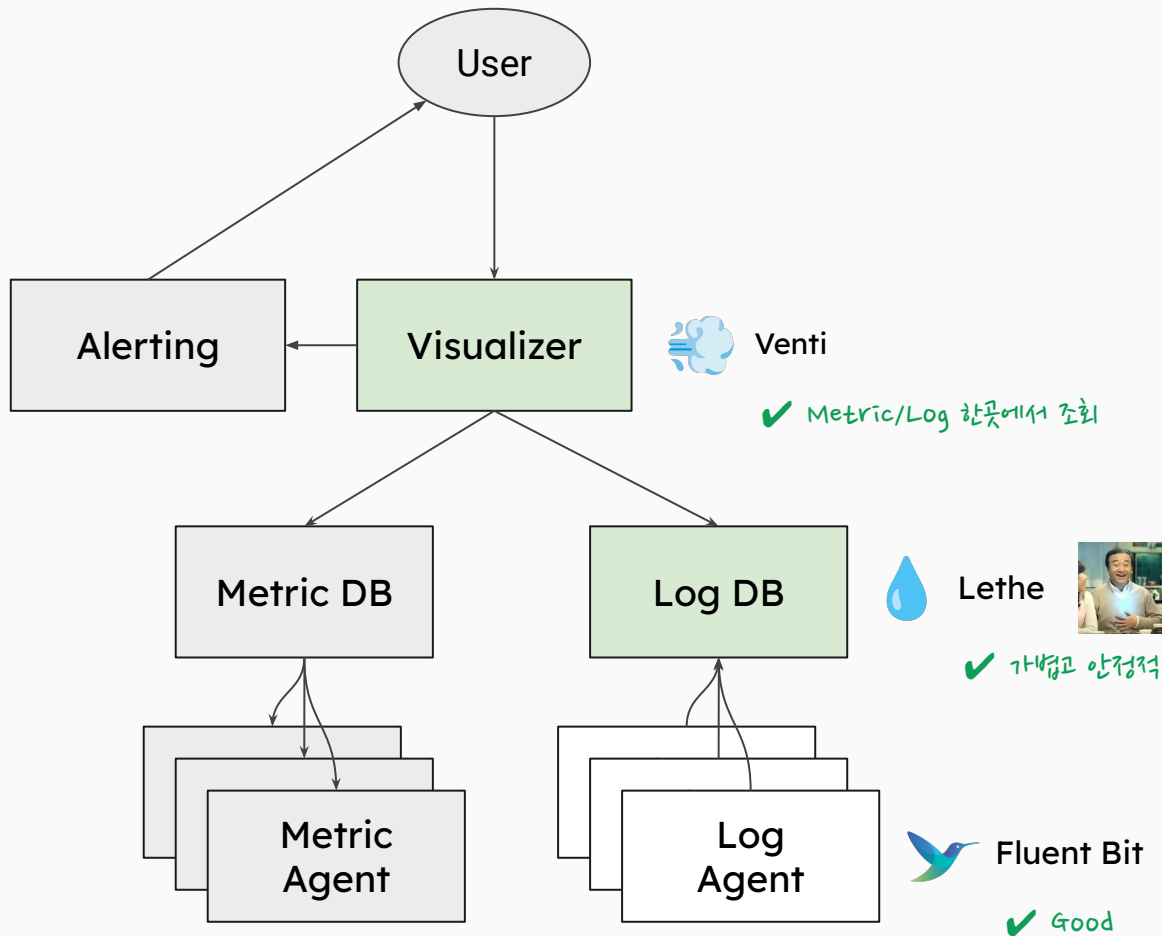 User
Alerting
Visualizer
Venti
✔ Metric/Log 한곳에서 조회
Metric DB
Log DB
Lethe
✔ 가볍고 안정적
Metric
Agent
Log
Agent
Fluent Bit
✔ Good